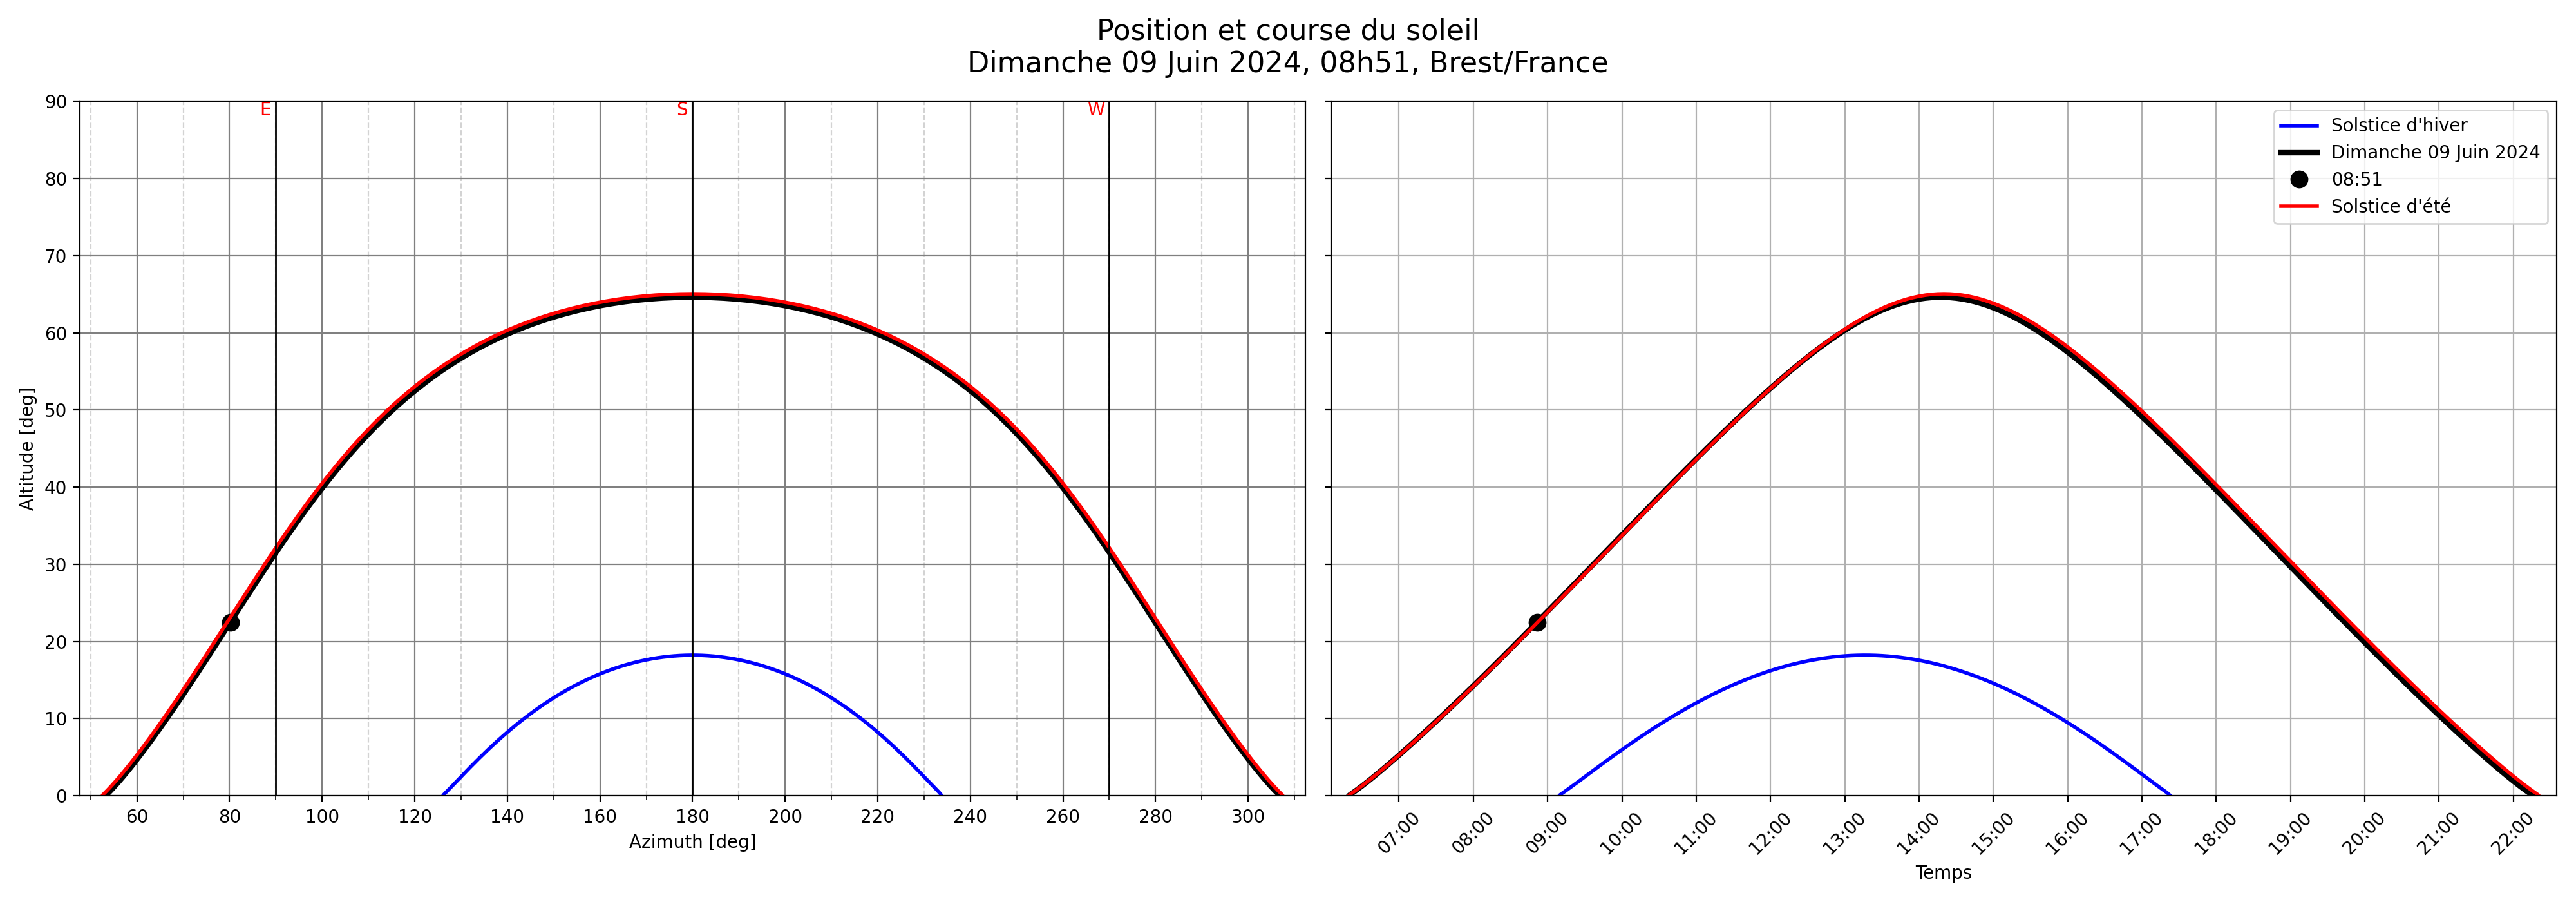 Position et course du soleil
Dimanche 09 Juin 2024, 08h51, Brest/France
E
S
W
90
80
70
60
50
40
30
20
10
0
Altitude [deg]
60 80 100 120 140 160 180 200 220 240 260 280 300
Azimuth [deg]
Solstice d'hiver
Dimanche 09 Juin 2024
08:51
Solstice d'été
07:00 08:00 09:00 10:00 11:00 12:00 13:00 14:00 15:00 16:00 17:00 18:00 19:00 20:00 21:00 22:00
Temps